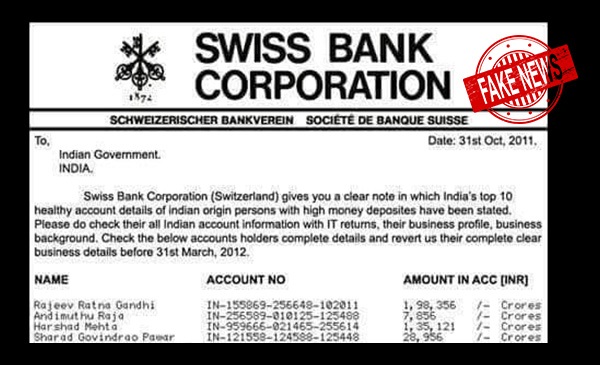 SWISS BANK
CORPORATION
1872
FAKE NEWS
SCHWEIZERISCHER BANKVEREIN SOCIÉTÉ DE BANQUE SUISSE
To,
Date: 31st Oct, 2011.
Indian Government.
INDIA.
Swiss Bank Corporation (Switzerland) gives you a clear note in which India's top 10
healthy account details of indian origin persons with high money deposites have been stated.
Please do check their all Indian account information with IT returns, their business profile, business
background. Check the below accounts holders complete details and revert us their complete clear
business details before 31st March, 2012.
NAME ACCOUNT NO AMOUNT IN ACC [INR]
Rajeev Ratna Gandhi IN-155869-256648-102011 1,98,356 /- Crores
Andimuthu Raja IN-256589-010125-125488 7,856 /- Crores
Harshad Mehta IN-959666-021465-255614 1,35,121 /- Crores
Sharad Govindrao Pawar IN-121558-124588-125448 28,956 /- Crores